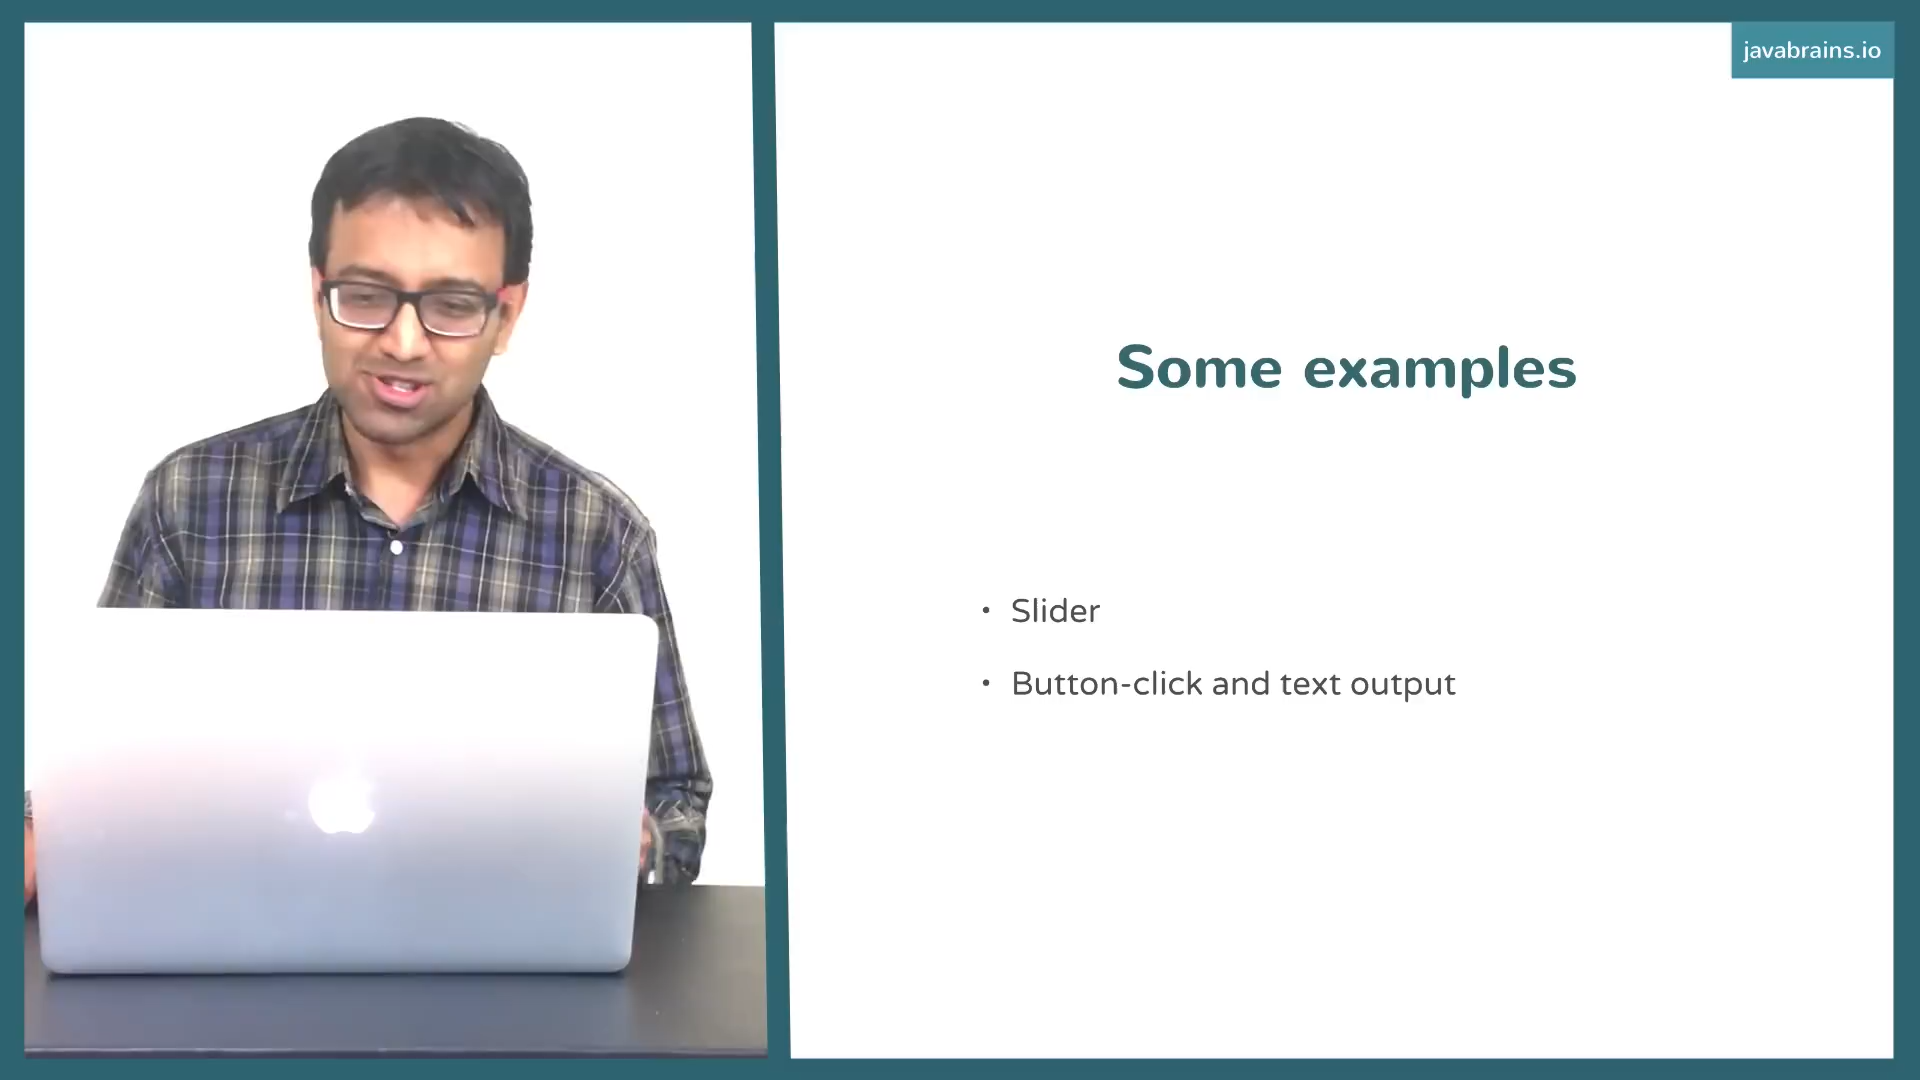 javabrains.io
Some examples
• Slider
• Button-click and text output